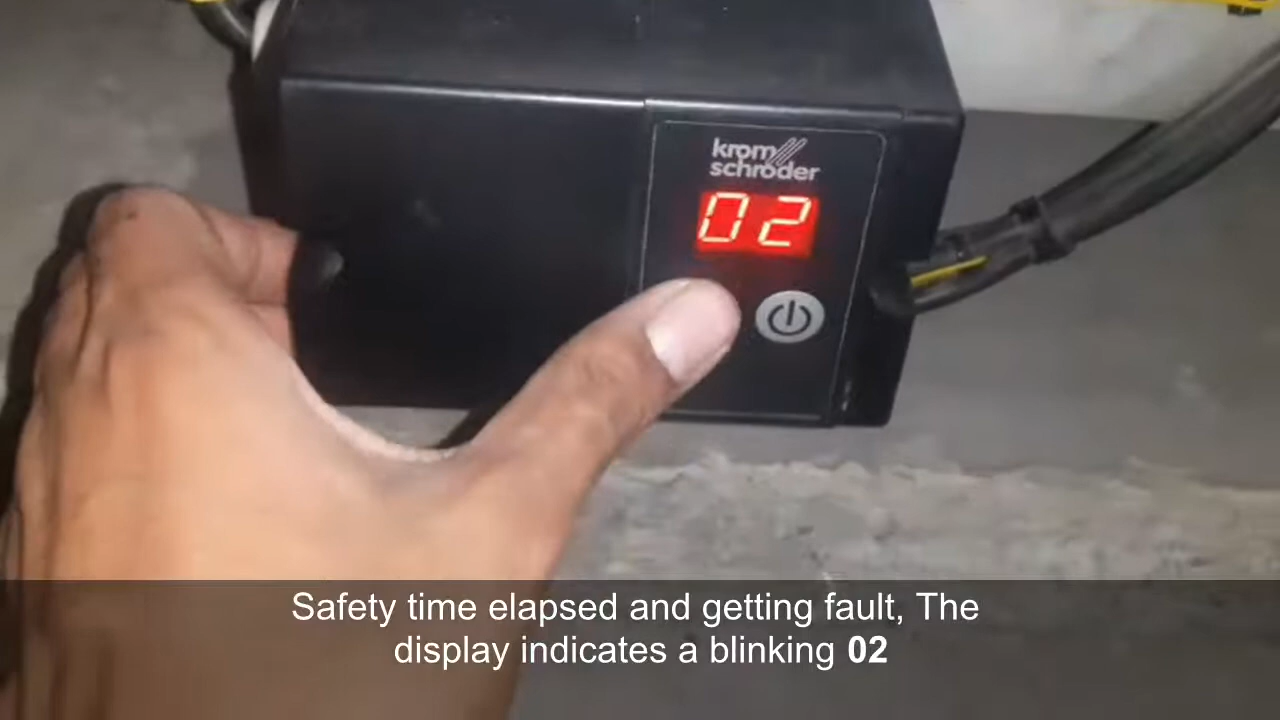 krom
schroder
02
Safety time elapsed and getting fault, The
display indicates a blinking 02